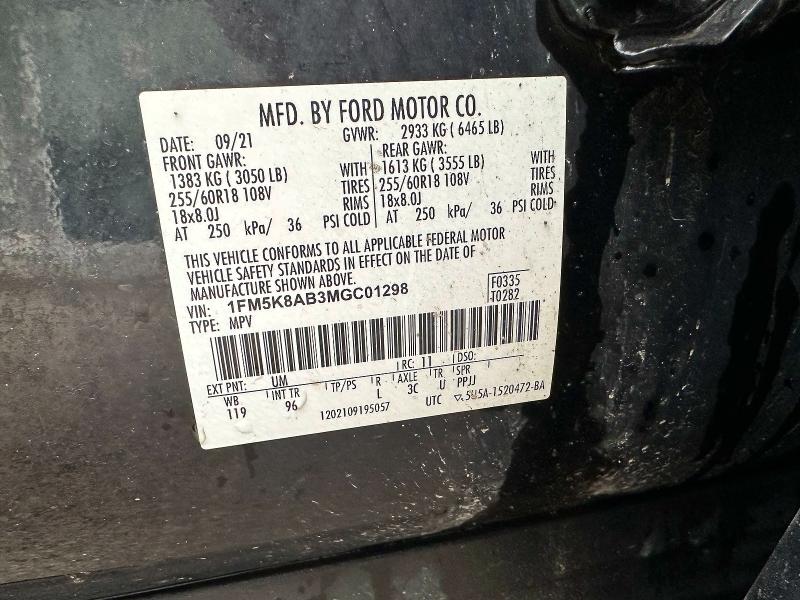 MFD. BY FORD MOTOR CO.
DATE: 09/21 GVWR: 2933 KG ( 6465 LB)
FRONT GAWR: REAR GAWR:
1383 KG ( 3050 LB) WITH 1613 KG ( 3555 LB) WITH
255/60R18 108V TIRES 255/60R18 108V TIRES
18x8.0J RIMS 18x8.0J RIMS
AT 250 kPa/ 36 PSI COLD AT 250 kPa/ 36 PSI COLD
THIS VEHICLE CONFORMS TO ALL APPLICABLE FEDERAL MOTOR
VEHICLE SAFETY STANDARDS IN EFFECT ON THE DATE OF
MANUFACTURE SHOWN ABOVE.
VIN: 1FM5K8AB3MGC01298 F0335
TYPE: MPV T0282
EXT PNT: UM RC: 11 DSO:
WB INT TR TP/PS R AXLE TR SPR
119 96 L 3C U PPJJ
1202109195057 UTC 5U5A-1520472-BA